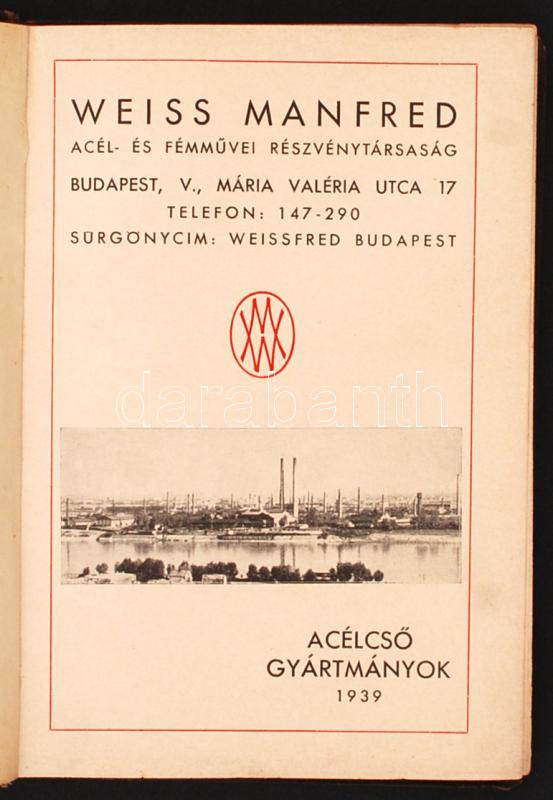 WEISS MANFRED
ACÉL- ÉS FÉMMŰVEI RÉSZVÉNYTÁRSASÁG
BUDAPEST, V., MÁRIA VALÉRIA UTCA 17
TELEFON: 147-290
SÜRGÖNYCIM: WEISSFRED BUDAPEST
WM
darabanth
ACÉLCSŐ
GYÁRTMÁNYOK
1939